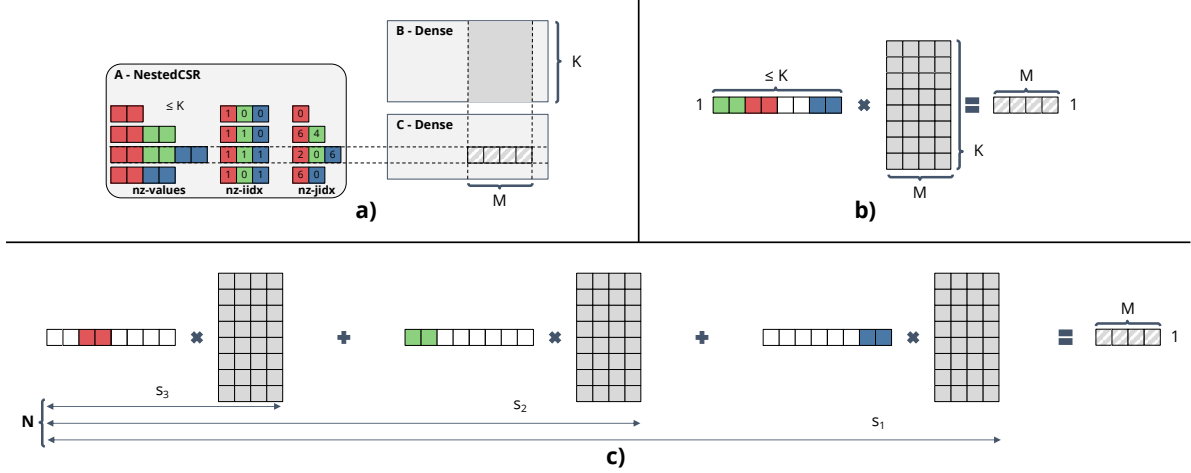 B - Dense
K
A - NestedCSR
≤ K
1 0 0
0
1 1 0
6 4
1 1 1
2 0 6
1 0 1
6 0
nz-values
nz-iidx
nz-jidx
C - Dense
M
a)
≤ K
1
M
1
K
M
b)
M
1
s3
N
s2
s1
c)